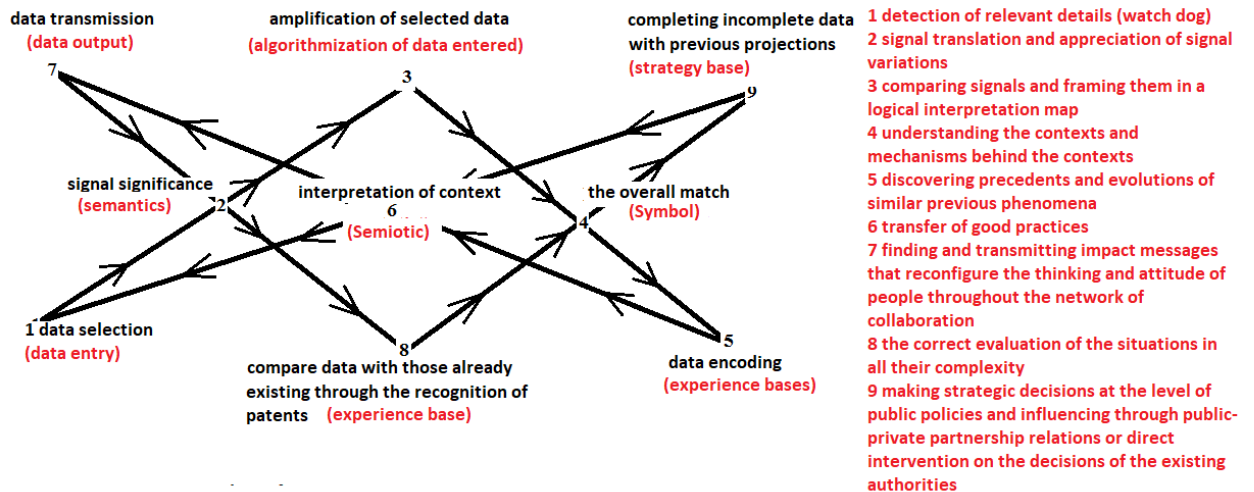 data transmission
(data output)
7
amplification of selected data
(algorithmization of data entered)
3
completing incomplete data
with previous projections
(strategy base)
9
signal significance
(semantics)
2
interpretation of context
6
(Semiotic)
the overall match
(Symbol)
4
1 data selection
(data entry)
8
compare data with those already
existing through the recognition of
patents (experience base)
5
data encoding
(experience bases)
1 detection of relevant details (watch dog)
2 signal translation and appreciation of signal
variations
3 comparing signals and framing them in a
logical interpretation map
4 understanding the contexts and
mechanisms behind the contexts
5 discovering precedents and evolutions of
similar previous phenomena
6 transfer of good practices
7 finding and transmitting impact messages
that reconfigure the thinking and attitude of
people throughout the network of
collaboration
8 the correct evaluation of the situations in
all their complexity
9 making strategic decisions at the level of
public policies and influencing through public-
private partnership relations or direct
intervention on the decisions of the existing
authorities